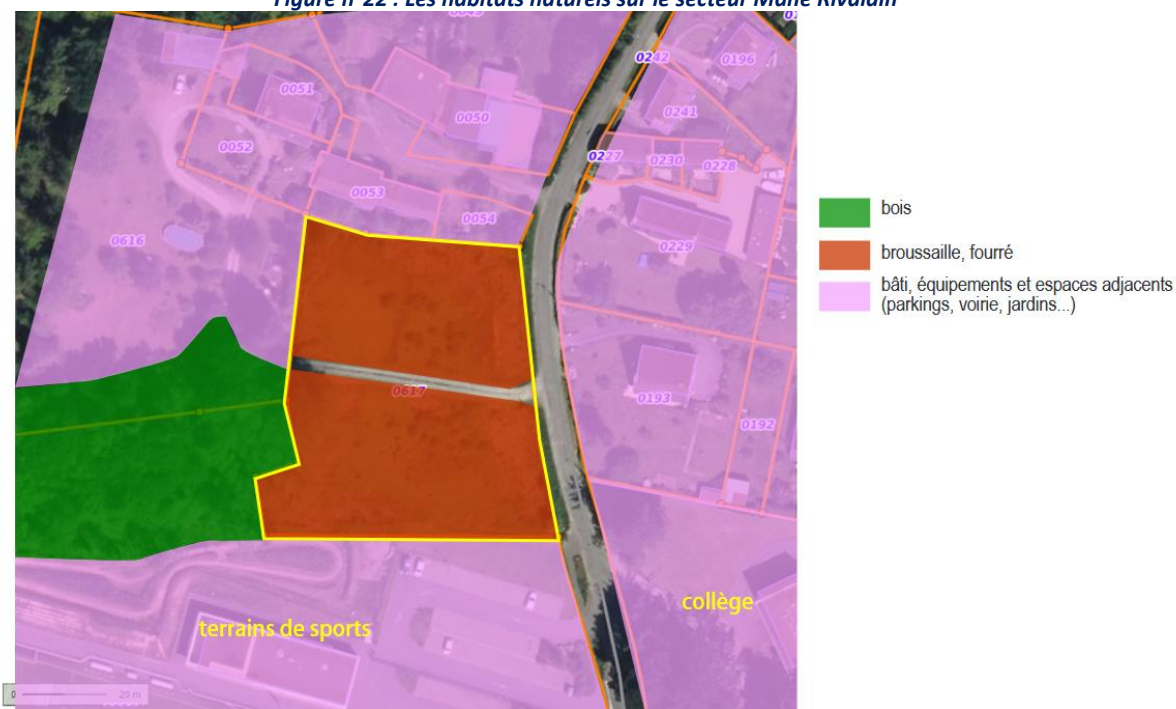 Figure n°22 : Les habitats naturels sur le secteur Mané Rivalain
0242
0196
0051
0241
0050
0052
0227
0230
0228
0053
0054
0616
0229
bois
broussaille, fourré
bâti, équipements et espaces adjacents
(parkings, voirie, jardins...)
0617
0193
0192
collège
terrains de sports
0
20 m